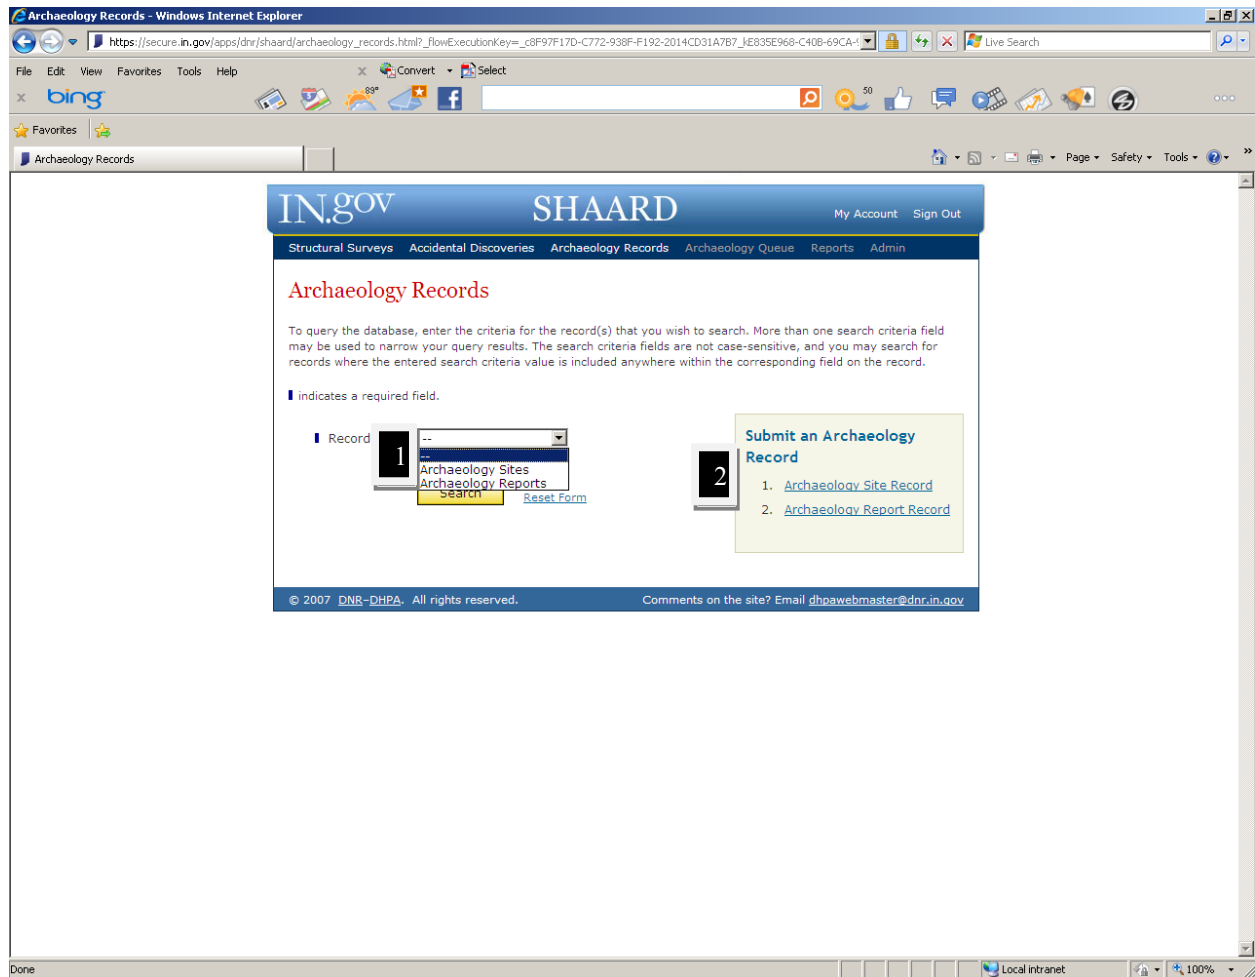 Archaeology Records - Windows Internet Explorer
https://secure.in.gov/apps/dnr/shaard/archaeology_records.html?_flowExecutionKey=_c8F97F17D-C772-938F-F192-2014CD31A7B7_kE835E968-C40B-69CA-
Live Search
File Edit View Favorites Tools Help x Convert Select
x bing 89° f 50
Favorites
Archaeology Records
Page Safety Tools
IN.gov SHAARD My Account Sign Out
Structural Surveys Accidental Discoveries Archaeology Records Archaeology Queue Reports Admin
Archaeology Records
To query the database, enter the criteria for the record(s) that you wish to search. More than one search criteria field
may be used to narrow your query results. The search criteria fields are not case-sensitive, and you may search for
records where the entered search criteria value is included anywhere within the corresponding field on the record.
indicates a required field.
Record
1
--
--
Archaeology Sites
Archaeology Reports
Search Reset Form
2
Submit an Archaeology
Record
1. Archaeology Site Record
2. Archaeology Report Record
© 2007 DNR-DHPA. All rights reserved. Comments on the site? Email dhpawebmaster@dnr.in.gov
Done Local intranet 100%